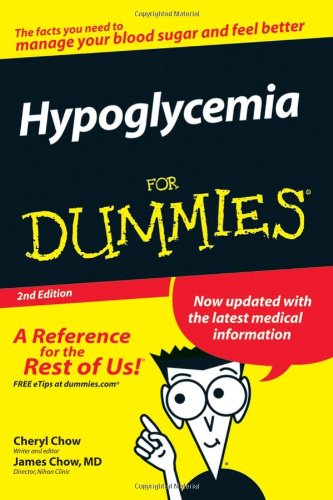 The facts you need to
manage your blood sugar and feel better
Hypoglycemia
FOR
DUMMIES®
2nd Edition
Now updated with
the latest medical
information
A Reference
for the
Rest of Us!®
FREE eTips at dummies.com®
Cheryl Chow
Writer and editor
James Chow, MD
Director, Nihon Clinic